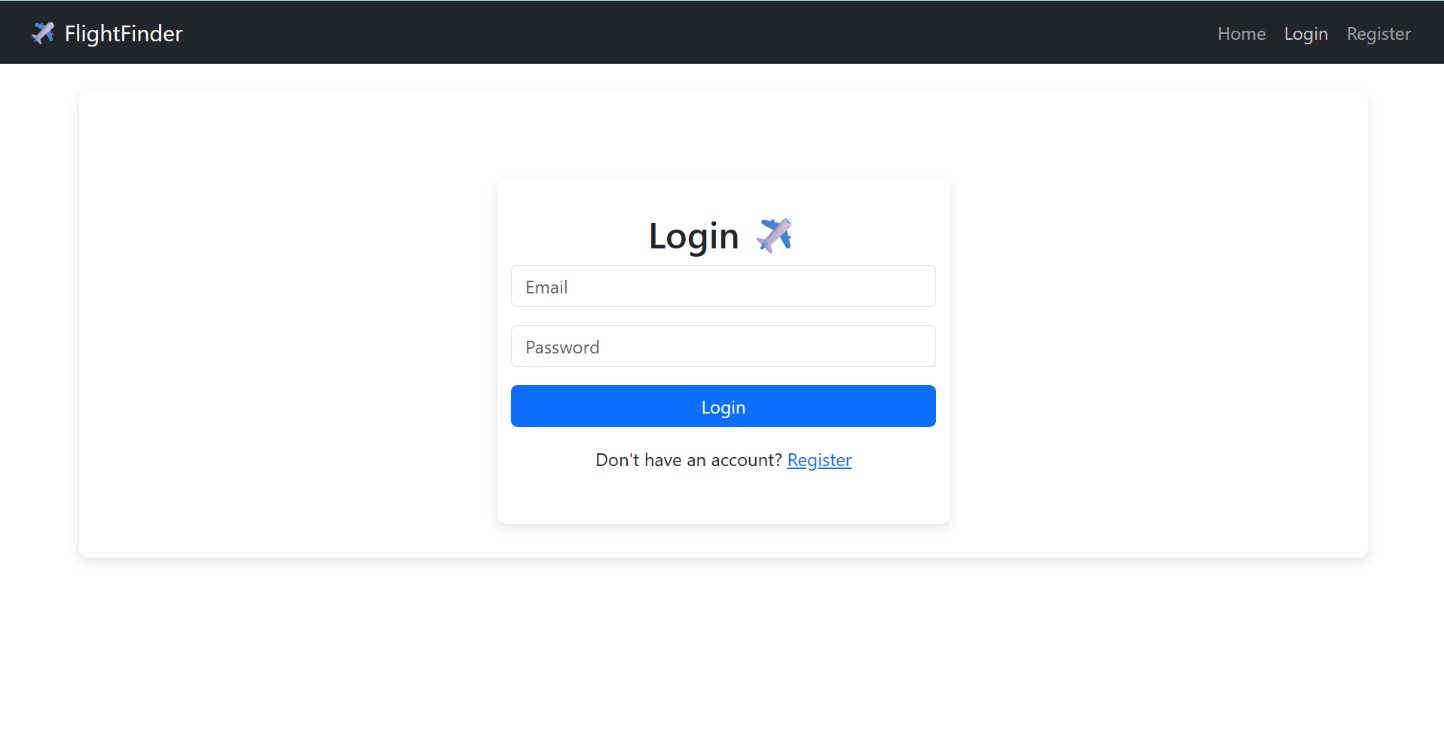 FlightFinder
Home Login Register
Login
Email
Password
Login
Don't have an account? Register